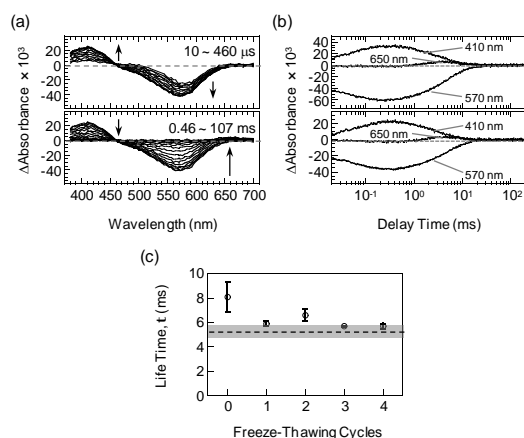 (a)
(b)
ΔAbsorbance × 10³
20
0
-20
-40
10 ~ 460 µs
20
0
-20
-40
0.46 ~ 107 ms
400 450 500 550 600 650 700
Wavelength (nm)
ΔAbsorbance × 10³
40
20
0
-20
-40
-60
650 nm
410 nm
570 nm
40
20
0
-20
-40
650 nm
410 nm
570 nm
10⁻¹ 10⁰ 10¹ 10²
Delay Time (ms)
(c)
Life Time, τ (ms)
10
8
6
4
2
0
0 1 2 3 4
Freeze-Thawing Cycles